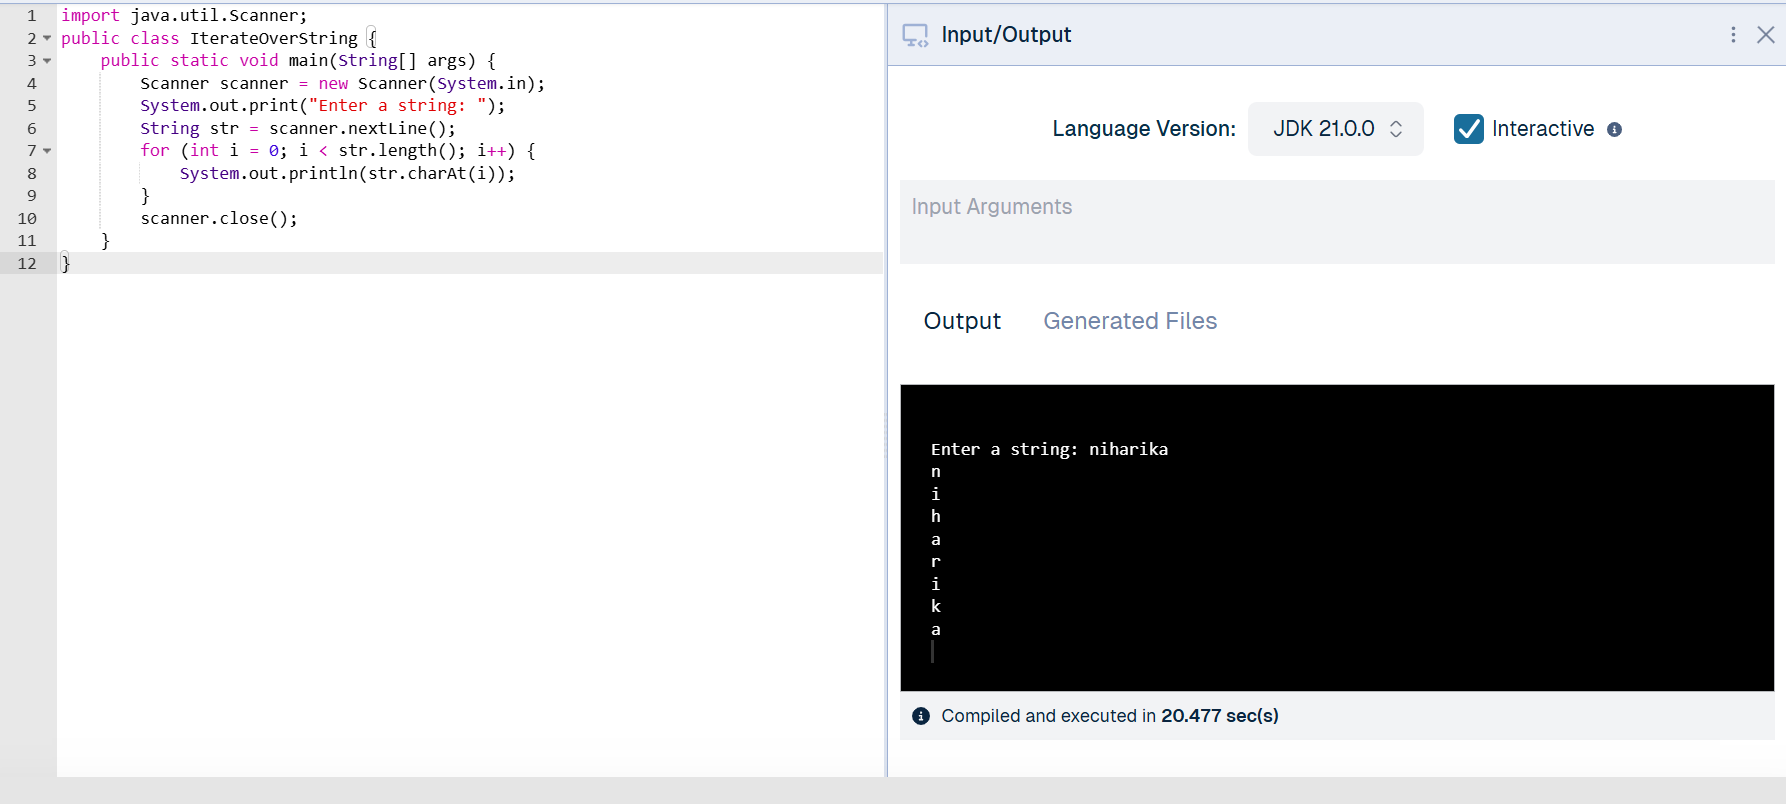 1 import java.util.Scanner;
2 public class IterateOverString {
3     public static void main(String[] args) {
4         Scanner scanner = new Scanner(System.in);
5         System.out.print("Enter a string: ");
6         String str = scanner.nextLine();
7         for (int i = 0; i < str.length(); i++) {
8             System.out.println(str.charAt(i));
9         }
10         scanner.close();
11     }
12 }
Input/Output
Language Version: JDK 21.0.0 Interactive
Input Arguments
Output Generated Files
Enter a string: niharika
n
i
h
a
r
i
k
a
Compiled and executed in 20.477 sec(s)